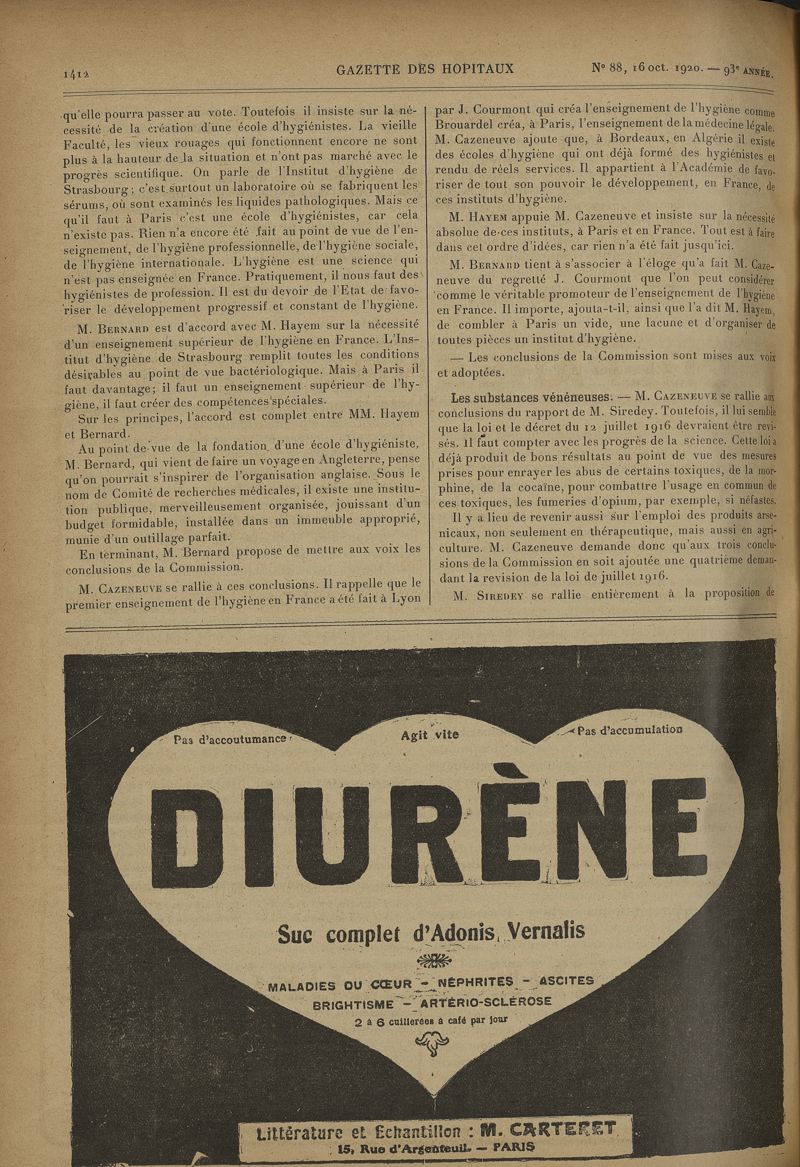 1412
GAZETTE DES HOPITAUX
N° 88, 16 oct. 1920. — 93e ANNÉE.
qu'elle pourra passer au vote. Toutefois il insiste sur la né-
cessité de la création d'une école d'hygiénistes. La vieille
Faculté, les vieux rouages qui fonctionnent encore ne sont
plus à la hauteur de la situation et n'ont pas marché avec le
progrès scientifique. On parle de l'Institut d'hygiène de
Strasbourg ; c'est surtout un laboratoire où se fabriquent les
sérums, où sont examinés les liquides pathologiques. Mais ce
qu'il faut à Paris c'est une école d'hygiénistes, car cela
n'existe pas. Rien n'a encore été fait au point de vue de l'en-
seignement, de l'hygiène professionnelle, de l'hygiène sociale,
de l'hygiène internationale. L'hygiène est une science qui
n'est pas enseignée en France. Pratiquement, il nous faut des
hygiénistes de profession. Il est du devoir de l'Etat de favo-
riser le développement progressif et constant de l'hygiène.
M. BERNARD est d'accord avec M. Hayem sur la nécessité
d'un enseignement supérieur de l'hygiène en France. L'Ins-
titut d'hygiène de Strasbourg remplit toutes les conditions
désirables au point de vue bactériologique. Mais à Paris il
faut davantage ; il faut un enseignement supérieur de l'hy-
giène, il faut créer des compétences spéciales.
Sur les principes, l'accord est complet entre MM. Hayem
et Bernard.
Au point de vue de la fondation d'une école d'hygiéniste,
M. Bernard, qui vient de faire un voyage en Angleterre, pense
qu'on pourrait s'inspirer de l'organisation anglaise. Sous le
nom de Comité de recherches médicales, il existe une institu-
tion publique, merveilleusement organisée, jouissant d'un
budget formidable, installée dans un immeuble approprié,
munie d'un outillage parfait.
En terminant, M. Bernard propose de mettre aux voix les
conclusions de la Commission.
M. CAZENEUVE se rallie à ces conclusions. Il rappelle que le
premier enseignement de l'hygiène en France a été fait à Lyon
par J. Courmont qui créa l'enseignement de l'hygiène comme
Brouardel créa, à Paris, l'enseignement de la médecine légale.
M. Cazeneuve ajoute que, à Bordeaux, en Algérie il existe
des écoles d'hygiène qui ont déjà formé des hygiénistes et
rendu de réels services. Il appartient à l'Académie de favo-
riser de tout son pouvoir le développement, en France, de
ces instituts d'hygiène.
M. HAYEM appuie M. Cazeneuve et insiste sur la nécessité
absolue de ces instituts, à Paris et en France. Tout est à faire
dans cet ordre d'idées, car rien n'a été fait jusqu'ici.
M. BERNARD tient à s'associer à l'éloge qu'a fait M. Caze-
neuve du regretté J. Courmont que l'on peut considérer
comme le véritable promoteur de l'enseignement de l'hygiène
en France. Il importe, ajouta-t-il, ainsi que l'a dit M. Hayem,
de combler à Paris un vide, une lacune et d'organiser de
toutes pièces un institut d'hygiène.
— Les conclusions de la Commission sont mises aux voix
et adoptées.
Les substances vénéneuses. — M. CAZENEUVE se rallie aux
conclusions du rapport de M. Siredey. Toutefois, il lui semble
que la loi et le décret du 12 juillet 1916 devraient être revi-
sés. Il faut compter avec les progrès de la science. Cette loi a
déjà produit de bons résultats au point de vue des mesures
prises pour enrayer les abus de certains toxiques, de la mor-
phine, de la cocaïne, pour combattre l'usage en commun de
ces toxiques, les fumeries d'opium, par exemple, si néfastes.
Il y a lieu de revenir aussi sur l'emploi des produits arse-
nicaux, non seulement en thérapeutique, mais aussi en agri-
culture. M. Cazeneuve demande donc qu'aux trois conclu-
sions de la Commission en soit ajoutée une quatrième deman-
dant la revision de la loi de juillet 1916.
M. SIREDEY se rallie entièrement à la proposition de
Pas d'accoutumance
Agit vite
Pas d'accumulation
DIURÈNE
Suc complet d'Adonis Vernalis
MALADIES DU CŒUR — NÉPHRITES — ASCITES
BRIGHTISME — ARTÉRIO-SCLÉROSE
2 à 6 cuillerées à café par jour
Littérature et Echantillon : M. CARTERET
15, Rue d'Argenteuil. — PARIS